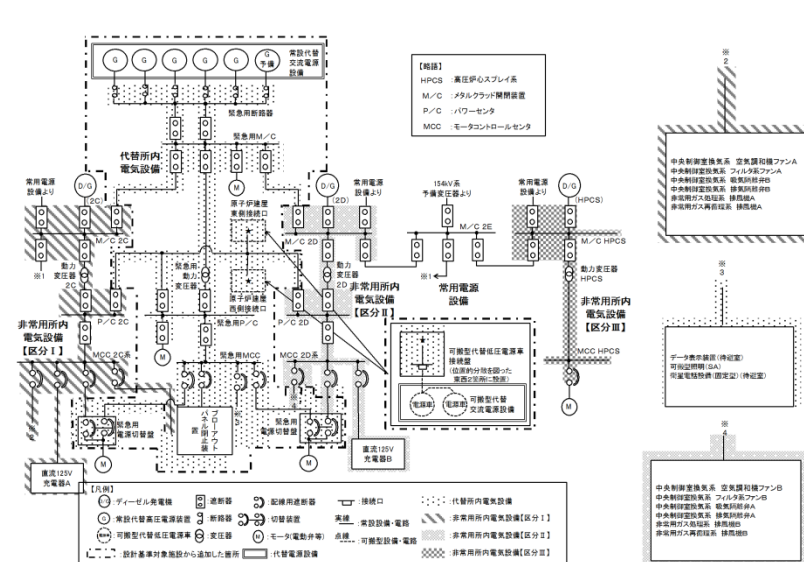 G G G G G G
予備
常設代替
交流電源
設備
緊急用断路器
緊急用M/C
代替所内
電気設備
【略語】
HPCS :高圧炉心スプレイ系
M/C :メタルクラッド開閉装置
P/C :パワーセンタ
MCC :モータコントロールセンタ
常用電源
設備より
D/G
(2C)
M
原子炉建屋
東側接続口
D/G
(2D)
常用電源
設備より
154kV系
予備変圧器より
常用電源
設備より
D/G
(HPCS)
M/C 2C
M/C 2D
M/C 2E
M/C HPCS
※1
動力
変圧器
2C
緊急用
動力
変圧器
原子炉建屋
西側接続口
動力
変圧器
2D
※1
常用電源
設備
動力変圧器
HPCS
非常用所内
電気設備
【区分Ⅰ】
P/C 2C
緊急用P/C
P/C 2D
非常用所内
電気設備
【区分Ⅱ】
非常用所内
電気設備
【区分Ⅲ】
M
MCC 2C系
緊急用MCC
MCC 2D系
MCC HPCS
可搬型代替低圧電源車
接続盤
(位置的分散を図った
東西2箇所に設置)
電源車
電源車
可搬型代替
交流電源設備
※2
※3
※4
緊急用
電源切替盤
ブローアウト
パネル閉止装
置
緊急用
電源切替盤
M
M
M
直流125V
充電器A
直流125V
充電器B
【凡例】
D/G :ディーゼル発電機
:遮断器
:配線用遮断器
:接続口
:代替所内電気設備
G :常設代替高圧電源装置
:断路器
:切替装置
実線 :常設設備・電路
:非常用所内電気設備【区分Ⅰ】
電源車 :可搬型代替低圧電源車
:変圧器
M :モータ(電動弁等)
点線 :可搬型設備・電路
:非常用所内電気設備【区分Ⅱ】
:設計基準対象施設から追加した箇所
:代替電源設備
:非常用所内電気設備【区分Ⅲ】
※
2
中央制御室換気系 空気調和機ファンA
中央制御室換気系 フィルタ系ファンA
中央制御室換気系 吸気隔離弁B
中央制御室換気系 排気隔離弁B
非常用ガス処理系 排風機A
非常用ガス再循環系 排風機A
※
3
データ表示装置(待避室)
可搬型照明(SA)
衛星電話設備(固定型)(待避室)
※
4
中央制御室換気系 空気調和機ファンB
中央制御室換気系 フィルタ系ファンB
中央制御室換気系 吸気隔離弁A
中央制御室換気系 排気隔離弁A
非常用ガス処理系 排風機B
非常用ガス再循環系 排風機B